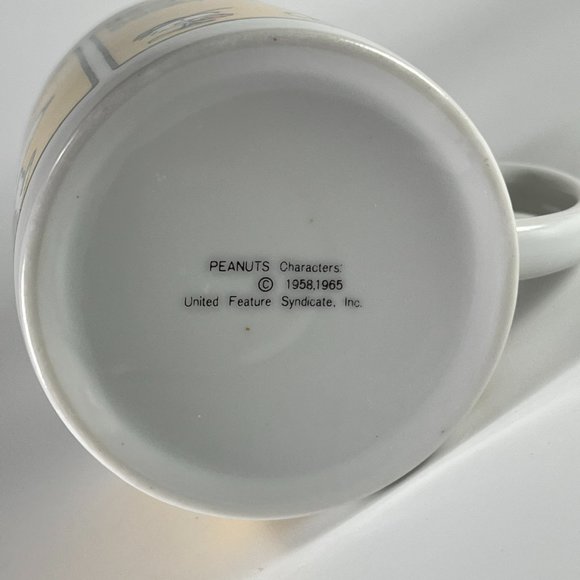 PEANUTS Characters:
© 1958,1965
United Feature Syndicate, Inc.